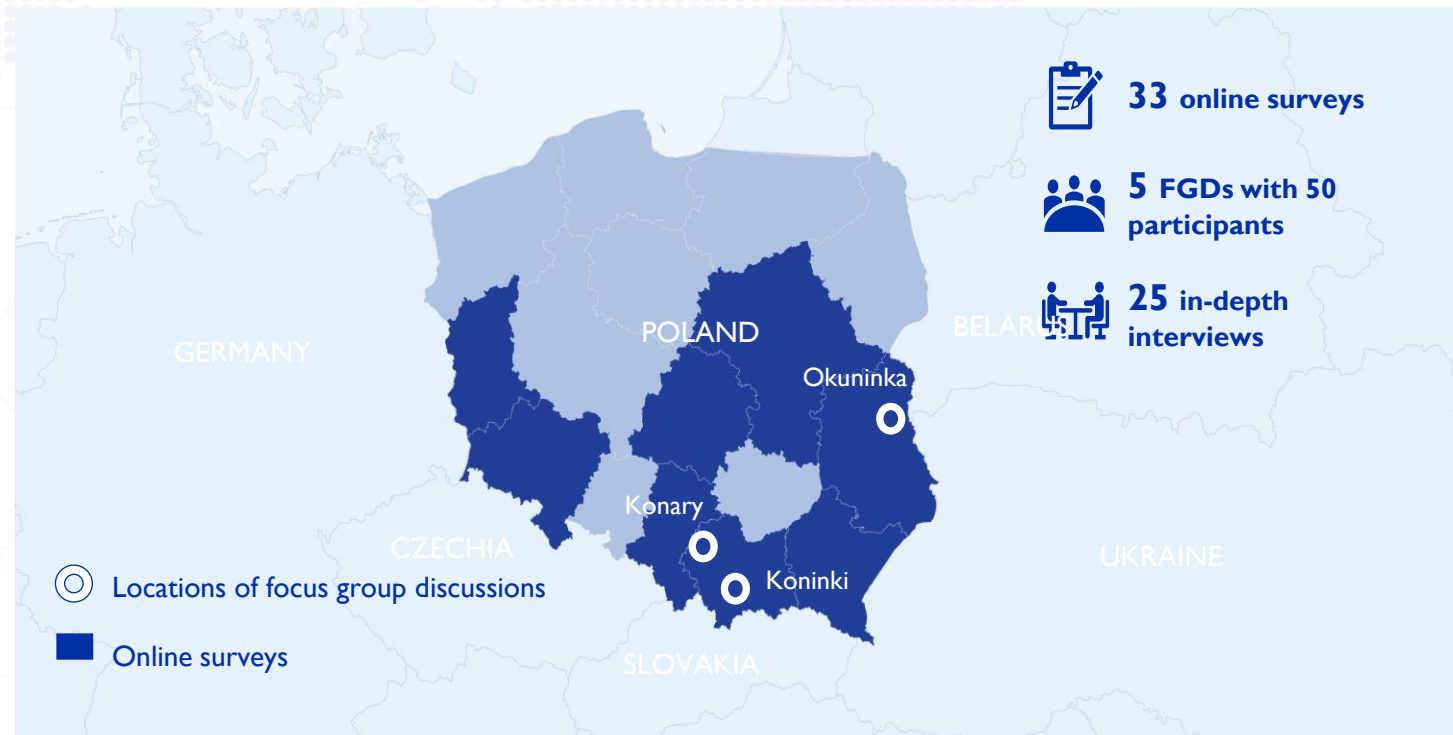 33 online surveys
5 FGDs with 50
participants
25 in-depth
interviews
POLAND
BELARUS
GERMANY
Okuninka
Konary
CZECHIA
UKRAINE
Koninki
Locations of focus group discussions
Online surveys
SLOVAKIA